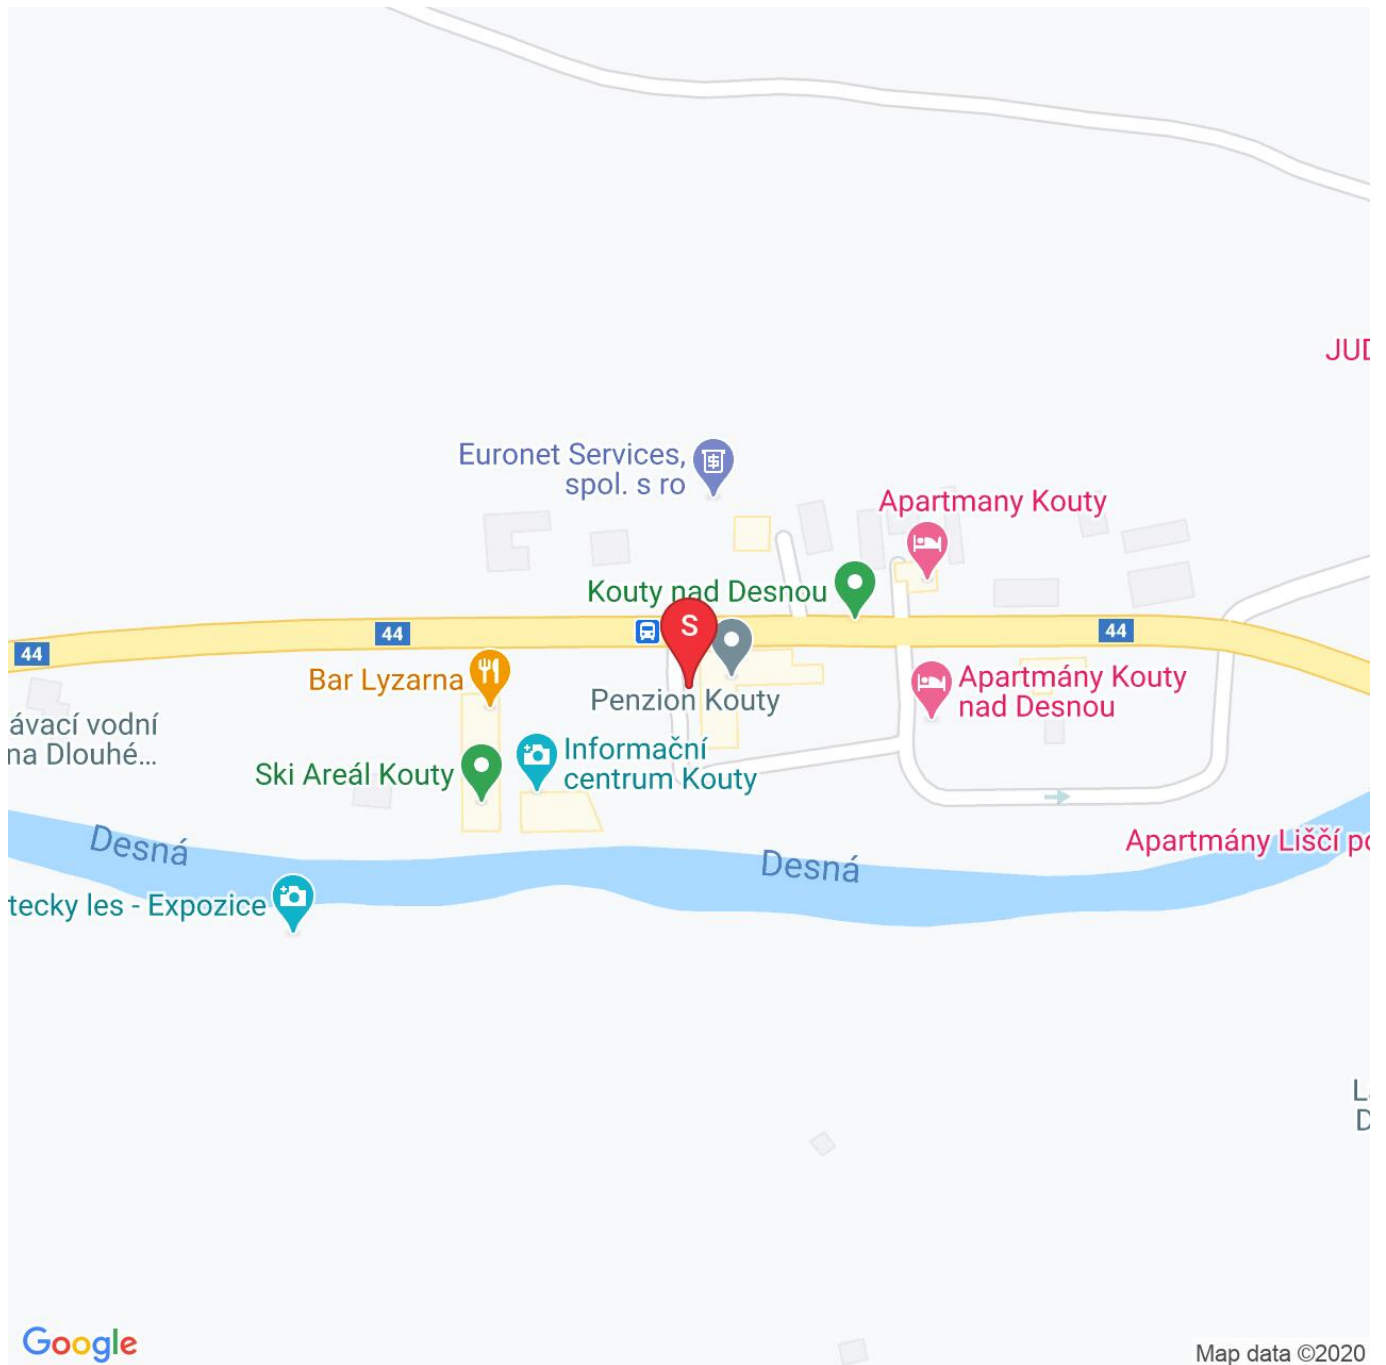 JUD
Euronet Services,
spol. s ro
Apartmany Kouty
Kouty nad Desnou
S
44
44
44
Bar Lyzarna
Penzion Kouty
Apartmány Kouty
nad Desnou
ávací vodní
na Dlouhé...
Informační
centrum Kouty
Ski Areál Kouty
Desná
Desná
Apartmány Liščí po
tecky les - Expozice
L
D
Google
Map data ©2020